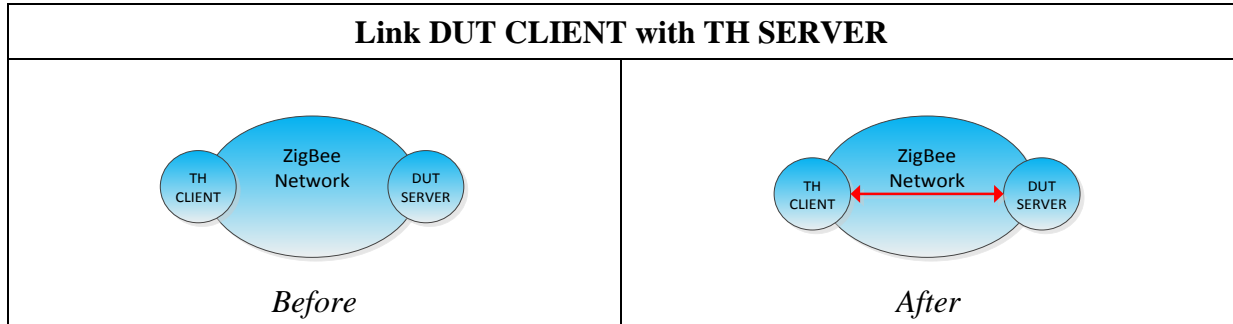 Link DUT CLIENT with TH SERVER
ZigBee
Network
TH
CLIENT
DUT
SERVER
Before
ZigBee
Network
TH
CLIENT
DUT
SERVER
After